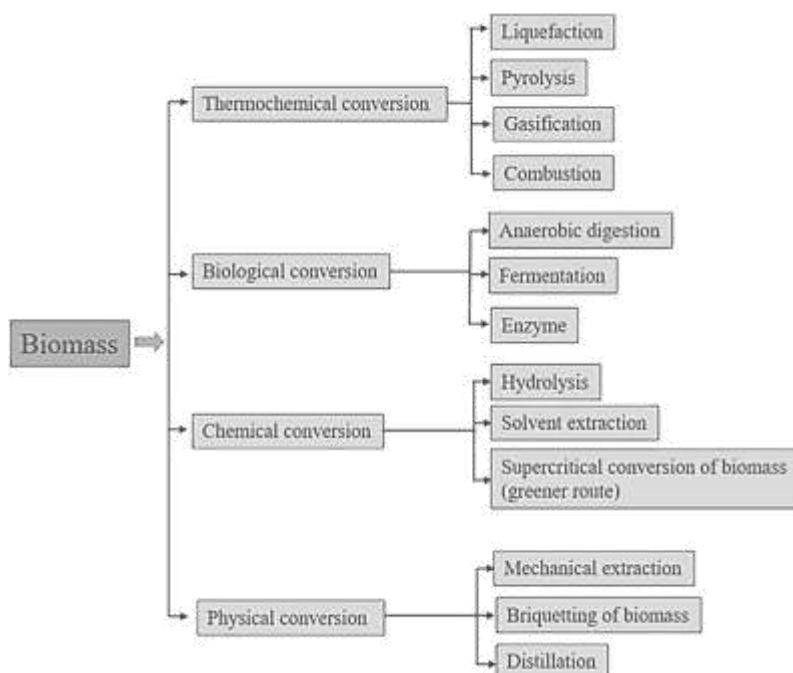 Biomass
Thermochemical conversion
Liquefaction
Pyrolysis
Gasification
Combustion
Biological conversion
Anaerobic digestion
Fermentation
Enzyme
Chemical conversion
Hydrolysis
Solvent extraction
Supercritical conversion of biomass
(greener route)
Physical conversion
Mechanical extraction
Briquetting of biomass
Distillation